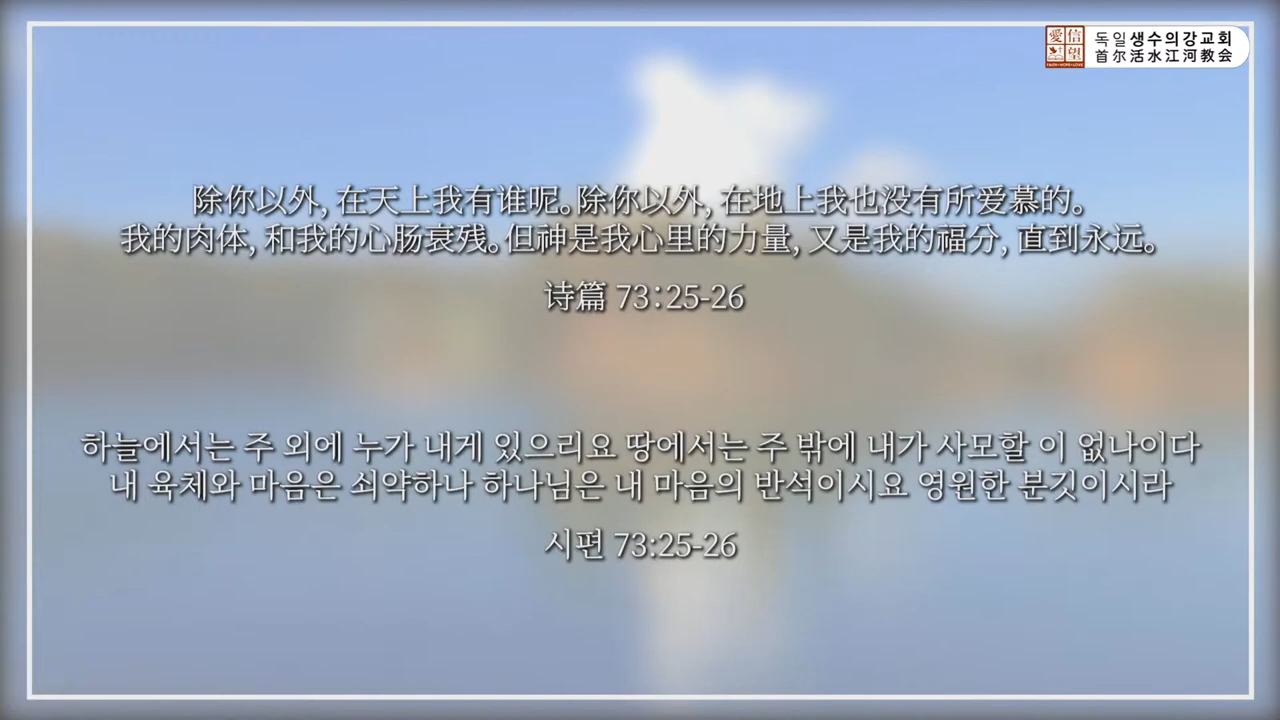 愛 信
望
FAITH•HOPE•LOVE
독일 생수의강교회
首尔活水江河教会
除你以外, 在天上我有谁呢。除你以外, 在地上我也没有所爱慕的。
我的肉体, 和我的心肠衰残。但神是我心里的力量, 又是我的福分, 直到永远。
诗篇 73:25-26
하늘에서는 주 외에 누가 내게 있으리요 땅에서는 주 밖에 내가 사모할 이 없나이다
내 육체와 마음은 쇠약하나 하나님은 내 마음의 반석이시요 영원한 분깃이시라
시편 73:25-26